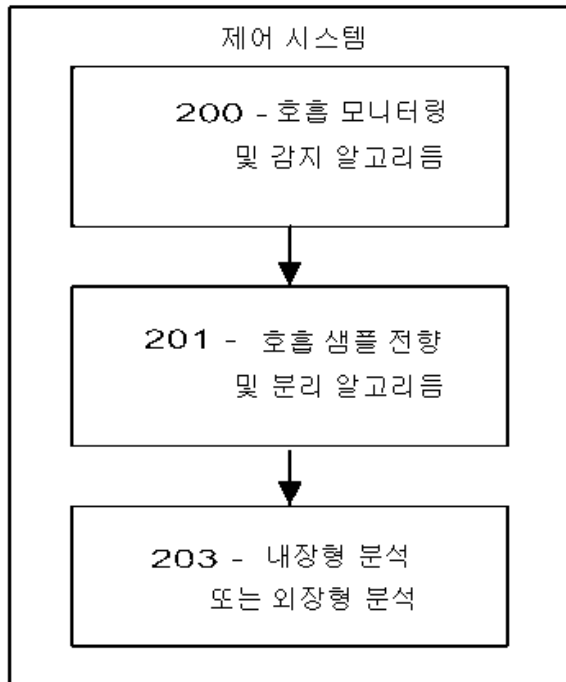 제어 시스템
200 - 호흡 모니터링
및 감지 알고리듬
201 - 호흡 샘플 전향
및 분리 알고리듬
203 - 내장형 분석
또는 외장형 분석